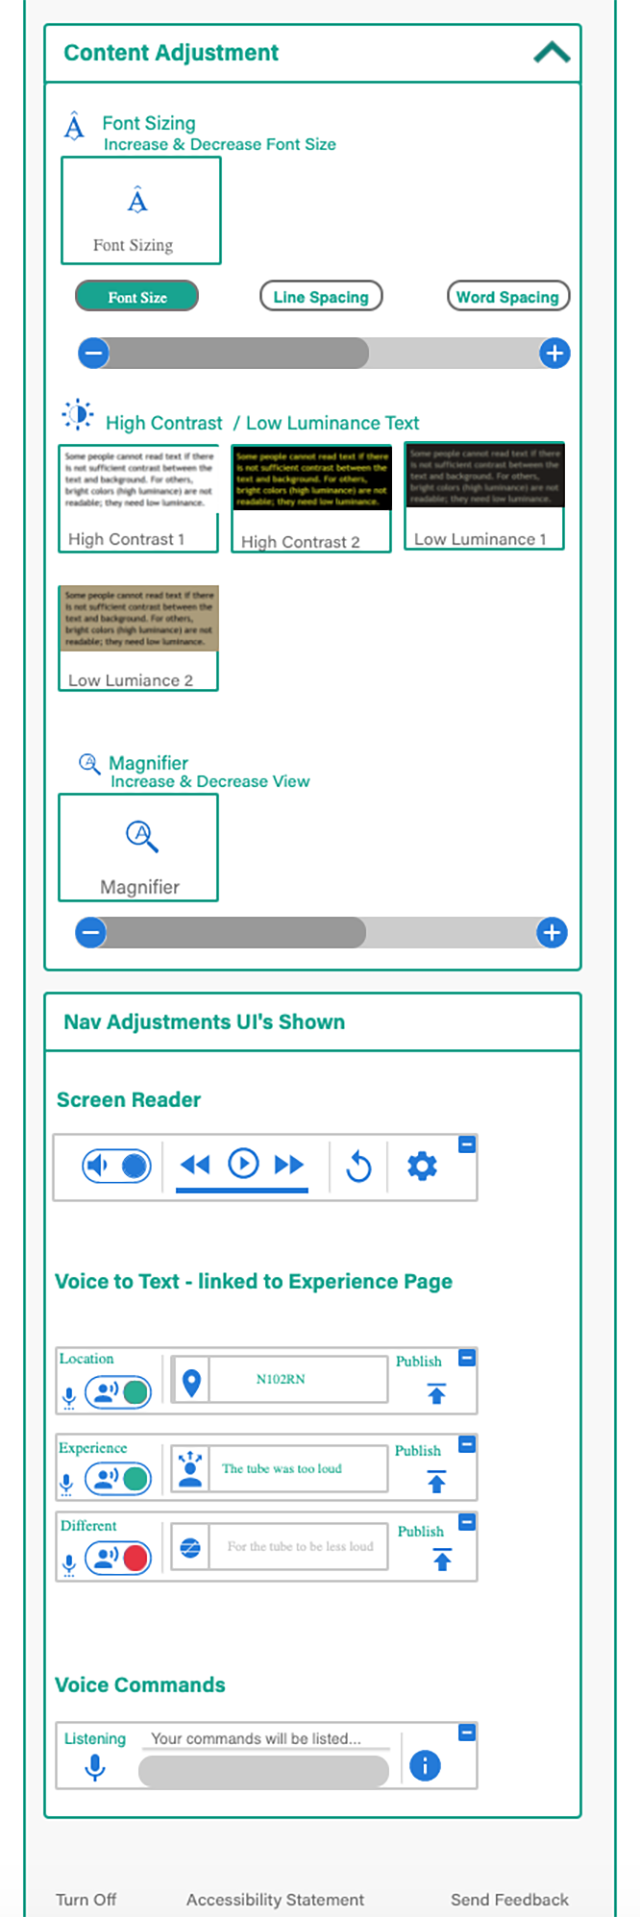 Content Adjustment
Font Sizing
Increase & Decrease Font Size
Font Sizing
Font Size
Line Spacing
Word Spacing
High Contrast / Low Luminance Text
Some people cannot read text if there
is not sufficient contrast between the
text and background. For others,
bright colors (high luminance) are not
readable; they need low luminance.
High Contrast 1
Some people cannot read text if there
is not sufficient contrast between the
text and background. For others,
bright colors (high luminance) are not
readable; they need low luminance.
High Contrast 2
Some people cannot read text if there
is not sufficient contrast between the
text and background. For others,
bright colors (high luminance) are not
readable; they need low luminance.
Low Luminance 1
Some people cannot read text if there
is not sufficient contrast between the
text and background. For others,
bright colors (high luminance) are not
readable; they need low luminance.
Low Lumiance 2
Magnifier
Increase & Decrease View
Magnifier
Nav Adjustments UI's Shown
Screen Reader
Voice to Text - linked to Experience Page
Location
N102RN
Publish
Experience
The tube was too loud
Publish
Different
For the tube to be less loud
Publish
Voice Commands
Listening
Your commands will be listed...
Turn Off
Accessibility Statement
Send Feedback